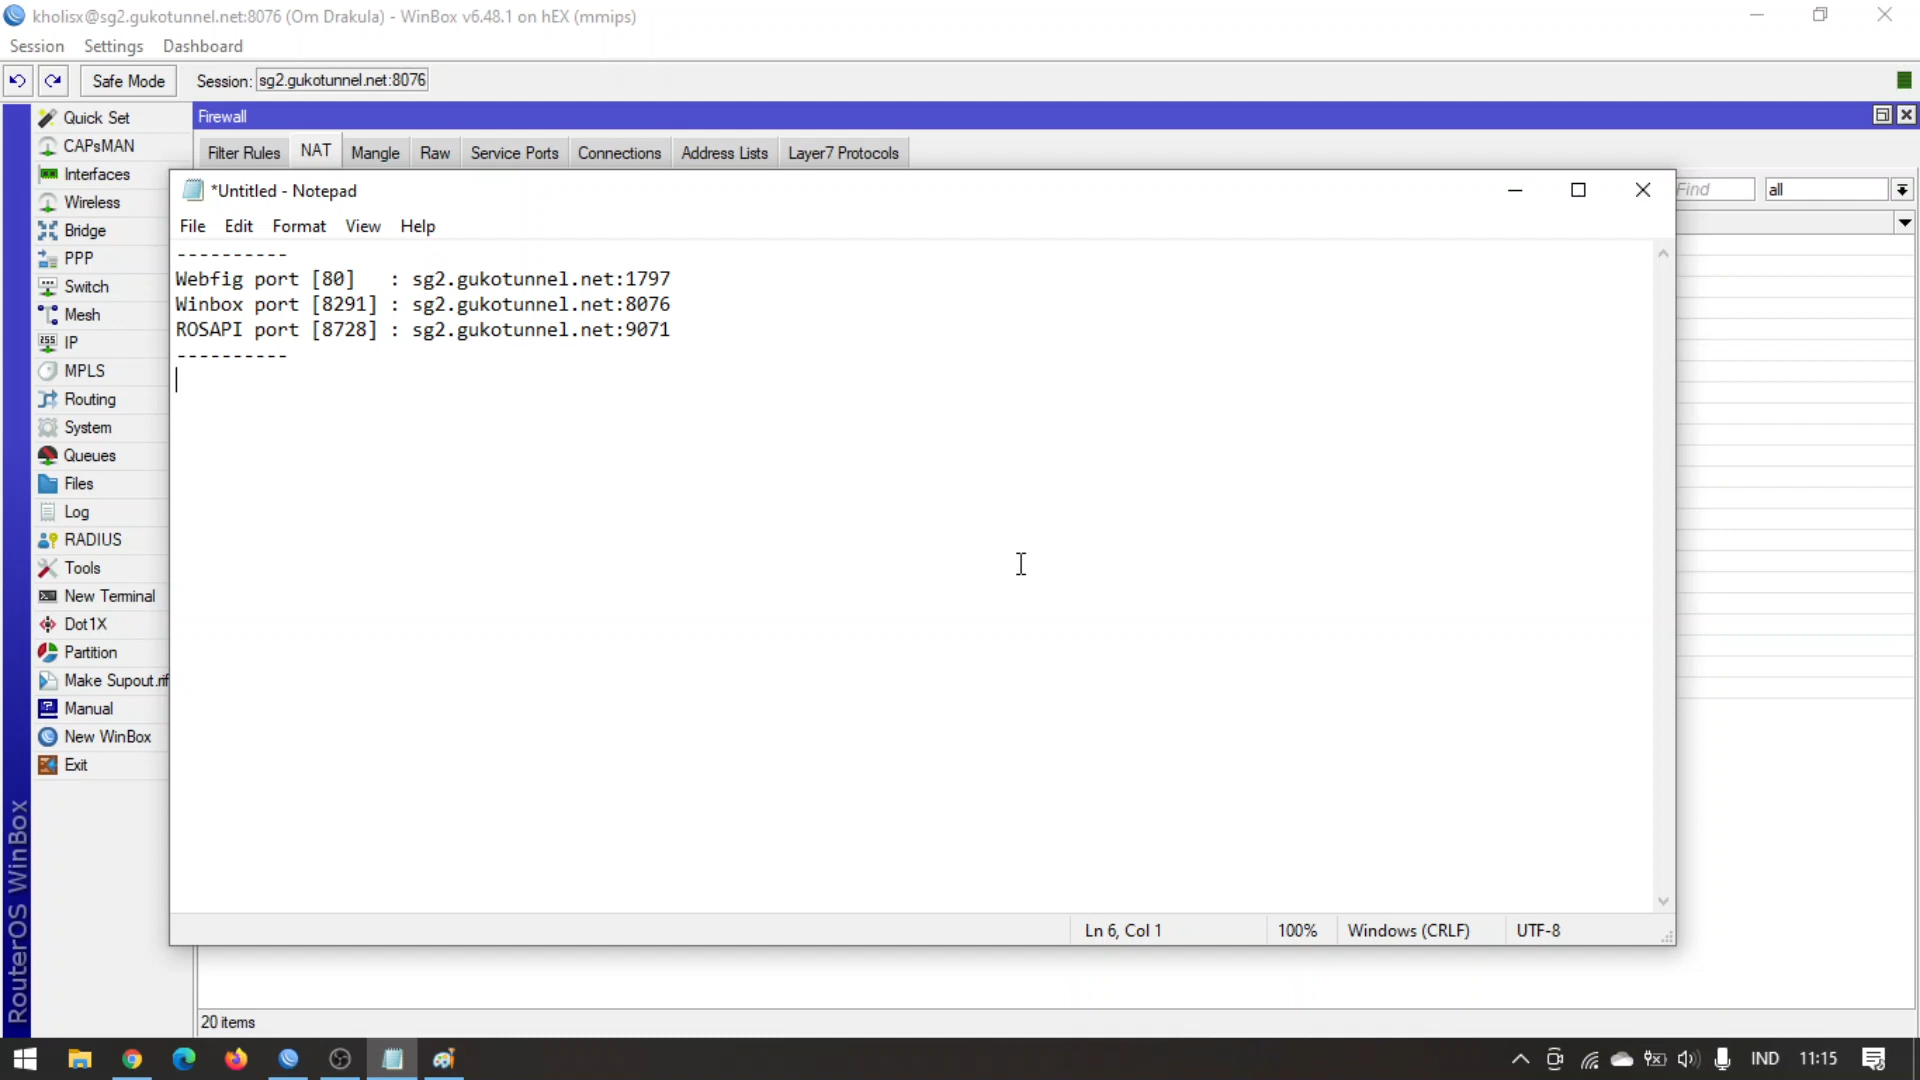 kholisx@sg2.gukotunnel.net:8076 (Om Drakula) - WinBox v6.48.1 on hEX (mmips)
Session Settings Dashboard
Safe Mode Session: sg2.gukotunnel.net:8076
Quick Set
CAPsMAN
Interfaces
Wireless
Bridge
PPP
Switch
Mesh
IP
MPLS
Routing
System
Queues
Files
Log
RADIUS
Tools
New Terminal
Dot1X
Partition
Make Supout.rif
Manual
New WinBox
Exit
RouterOS WinBox
Firewall
Filter Rules NAT Mangle Raw Service Ports Connections Address Lists Layer7 Protocols
Find all
*Untitled - Notepad
File Edit Format View Help
----------
Webfig port [80]   : sg2.gukotunnel.net:1797
Winbox port [8291] : sg2.gukotunnel.net:8076
ROSAPI port [8728] : sg2.gukotunnel.net:9071
----------
Ln 6, Col 1 100% Windows (CRLF) UTF-8
20 items
IND 11:15